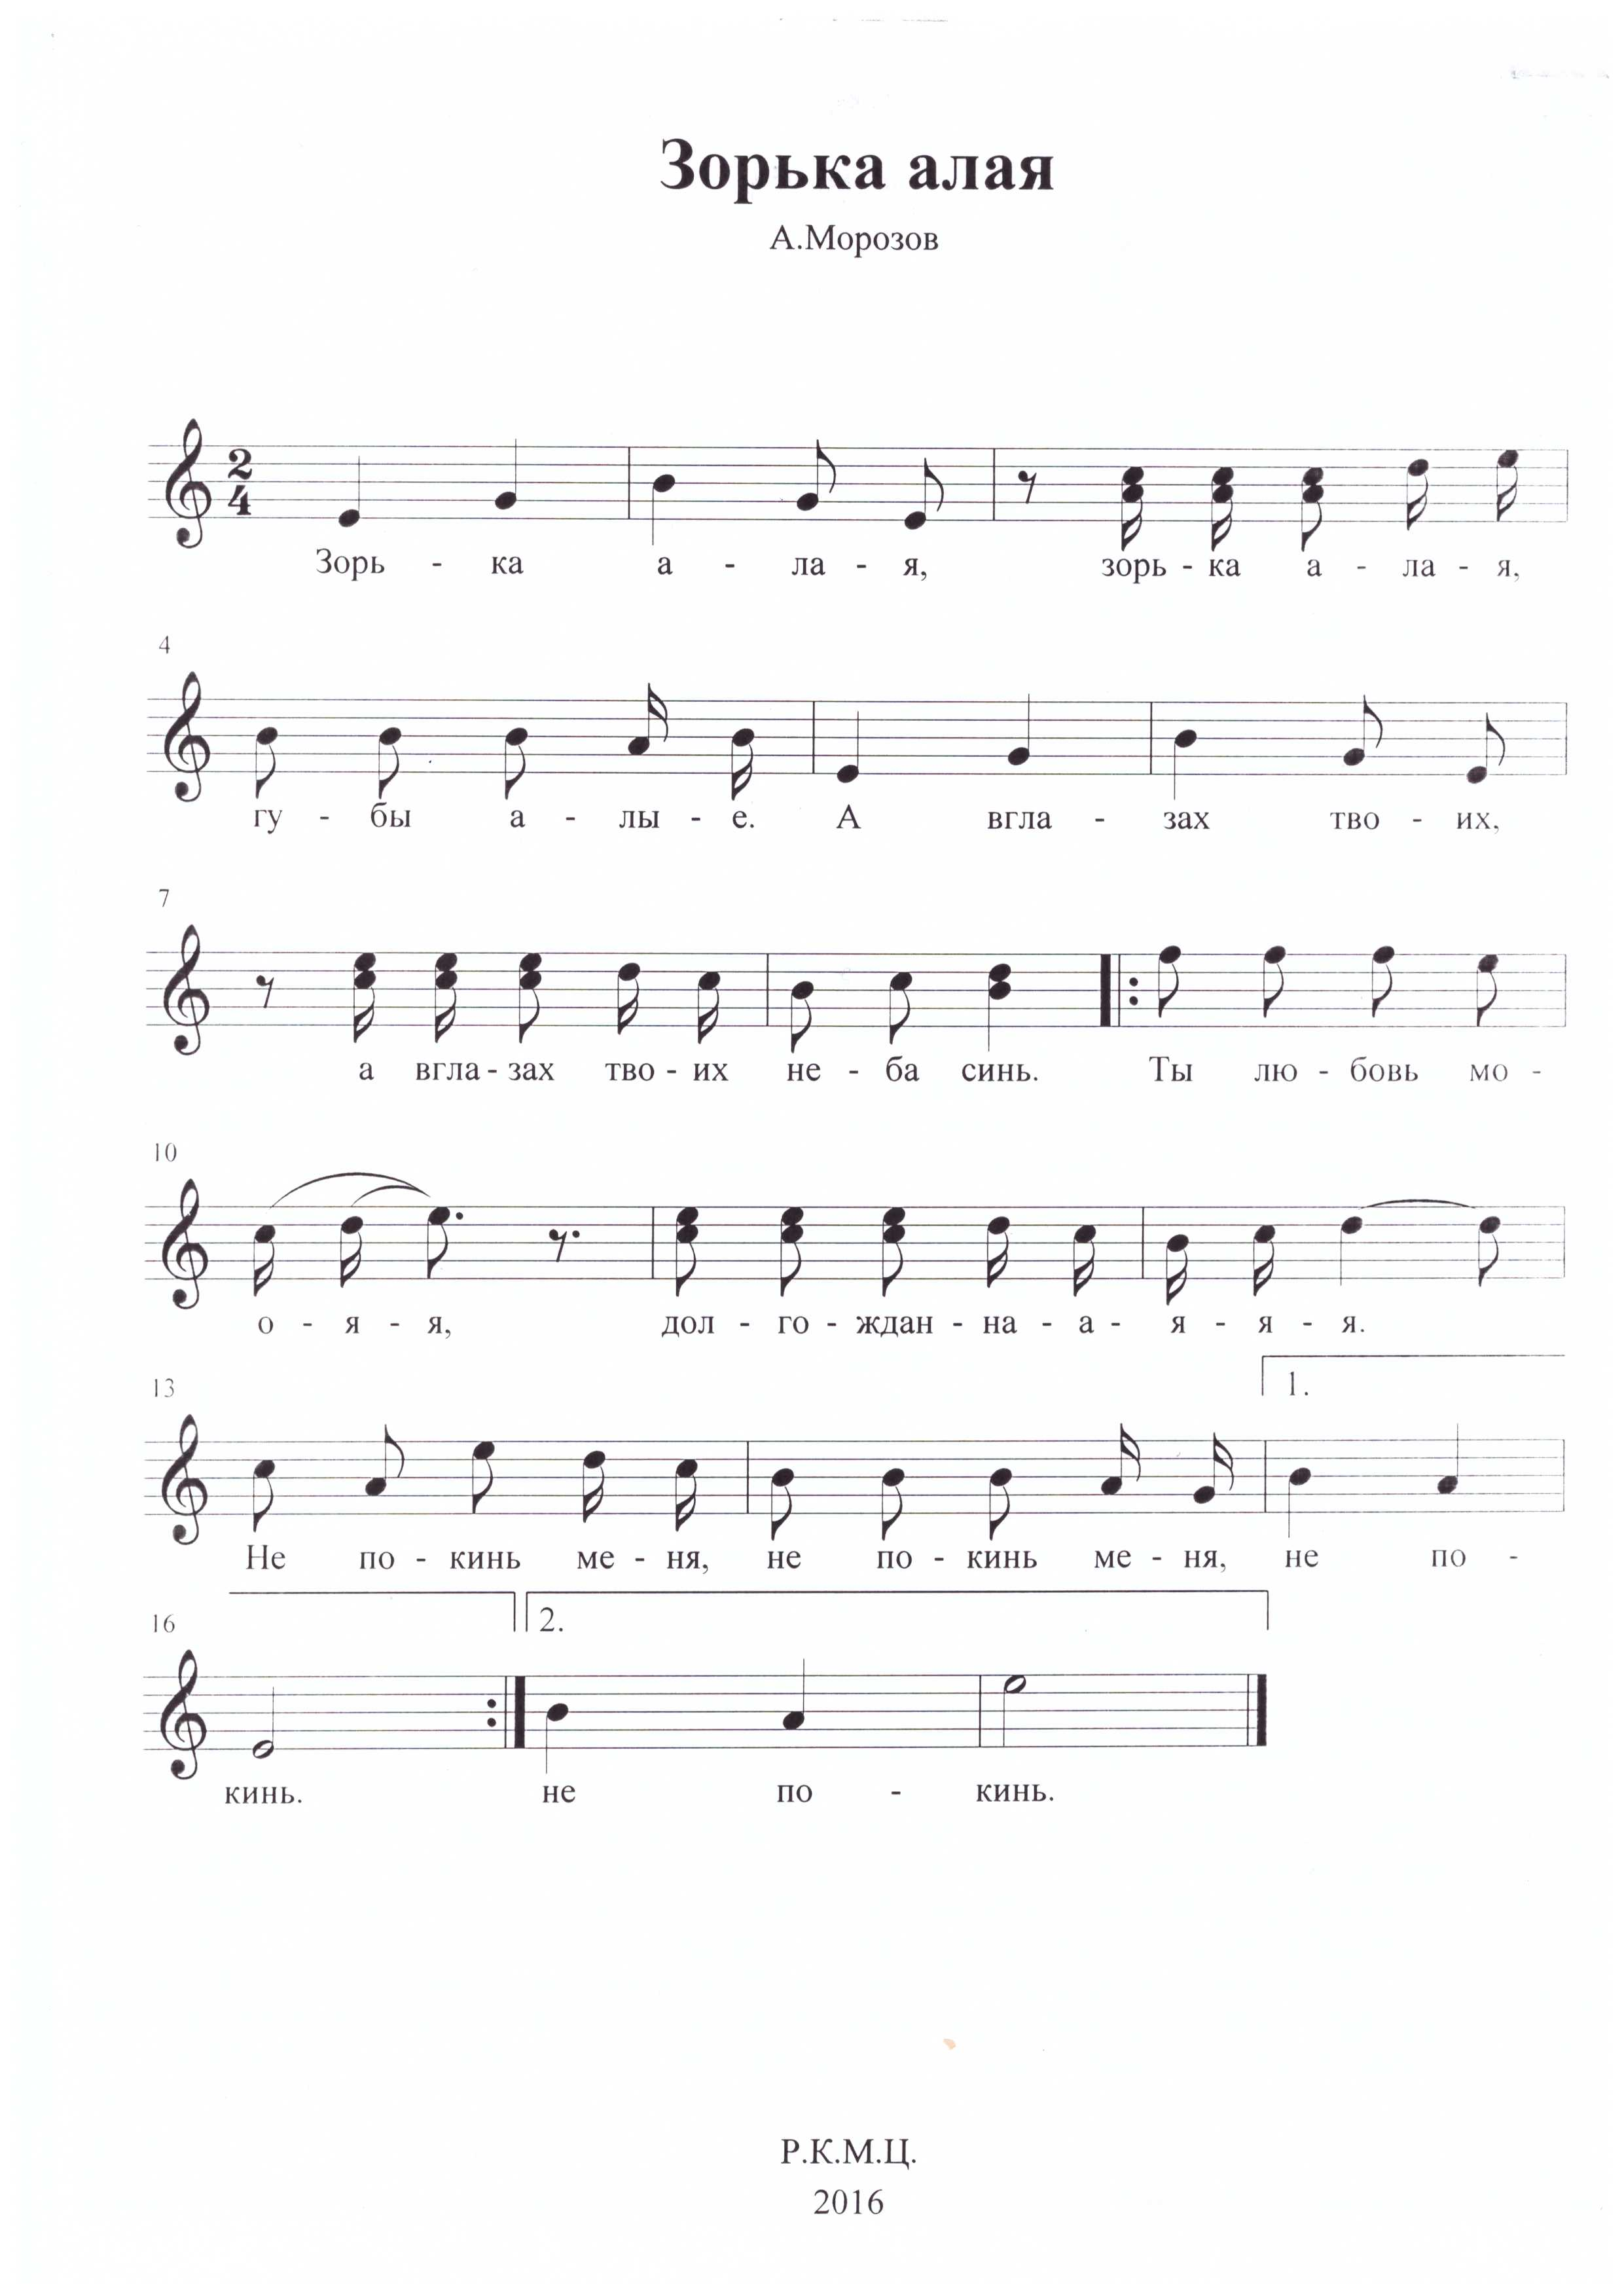 Зорька алая
А.Морозов
2
4
Зорь - ка а - ла - я, зорь - ка а - ла - я,
4
гу - бы а - лы - е. А вгла - зах тво - их,
7
а вгла - зах тво - их не - ба синь. Ты лю - бовь мо -
10
о - я - я, дол - го - ждан - на - а - я - я - я.
13
1.
Не по - кинь ме - ня, не по - кинь ме - ня, не по -
16
2.
кинь. не по - кинь.
Р.К.М.Ц.
2016